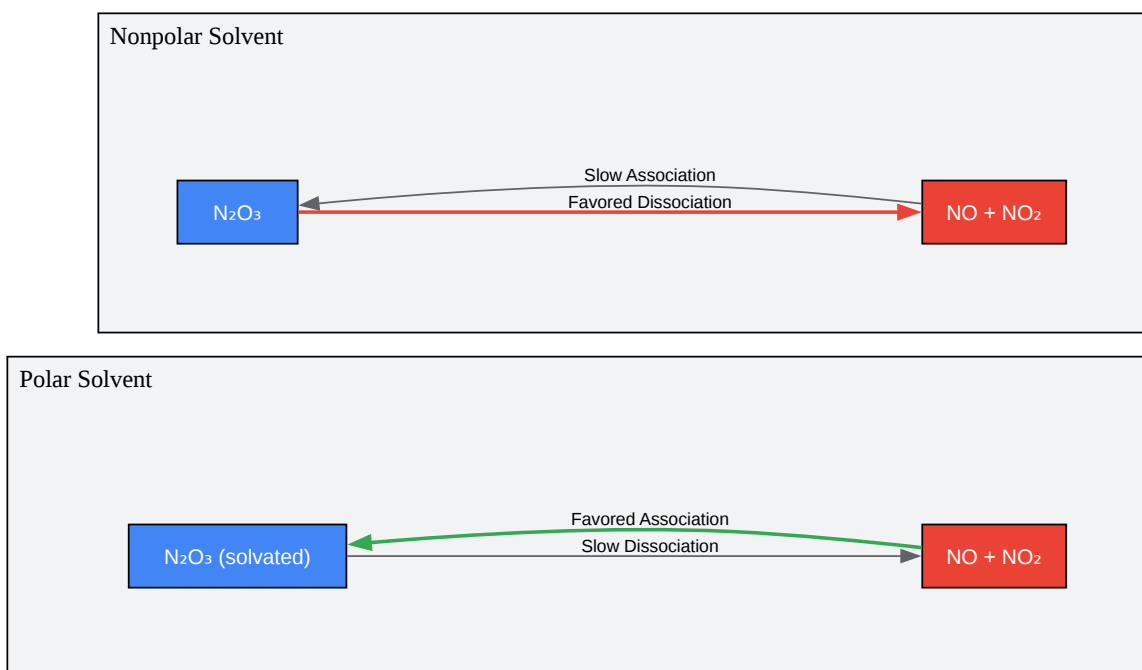 Nonpolar Solvent
Slow Association
Favored Dissociation
N₂O₃
NO + NO₂
Polar Solvent
Favored Association
Slow Dissociation
N₂O₃ (solvated)
NO + NO₂